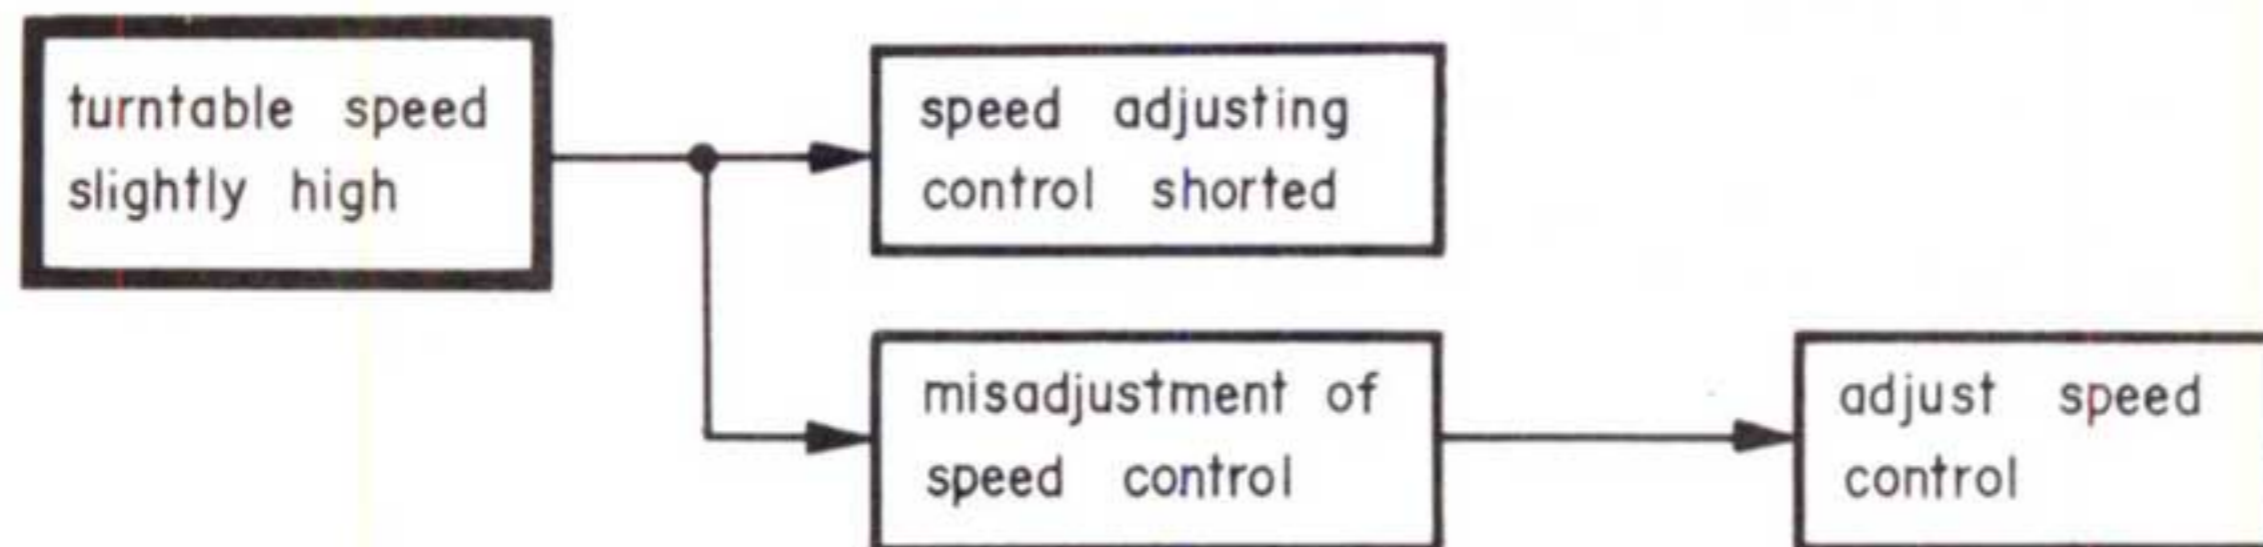 turntable speed
slightly high
speed adjusting
control shorted
misadjustment of
speed control
adjust speed
control